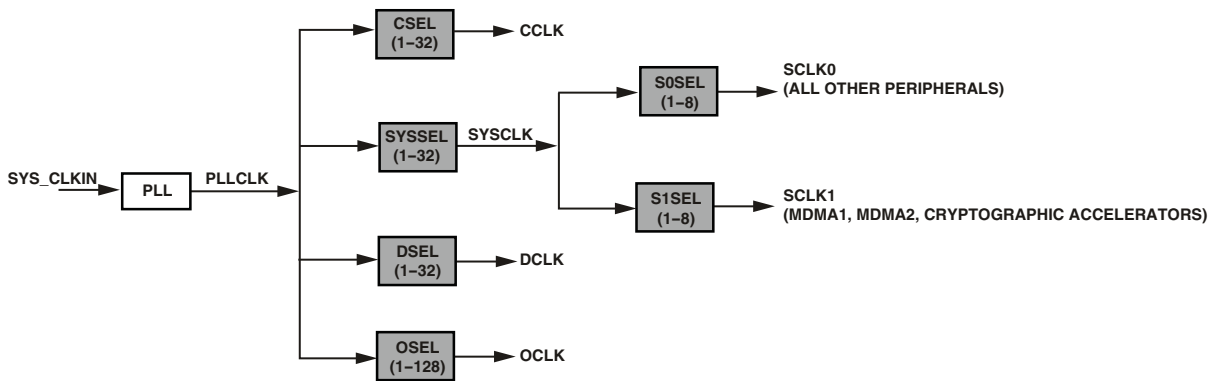 SYS_CLKIN
PLL
PLLCLK
CSEL
(1–32)
CCLK
SYSSEL
(1–32)
SYSCLK
S0SEL
(1–8)
SCLK0
(ALL OTHER PERIPHERALS)
S1SEL
(1–8)
SCLK1
(MDMA1, MDMA2, CRYPTOGRAPHIC ACCELERATORS)
DSEL
(1–32)
DCLK
OSEL
(1–128)
OCLK